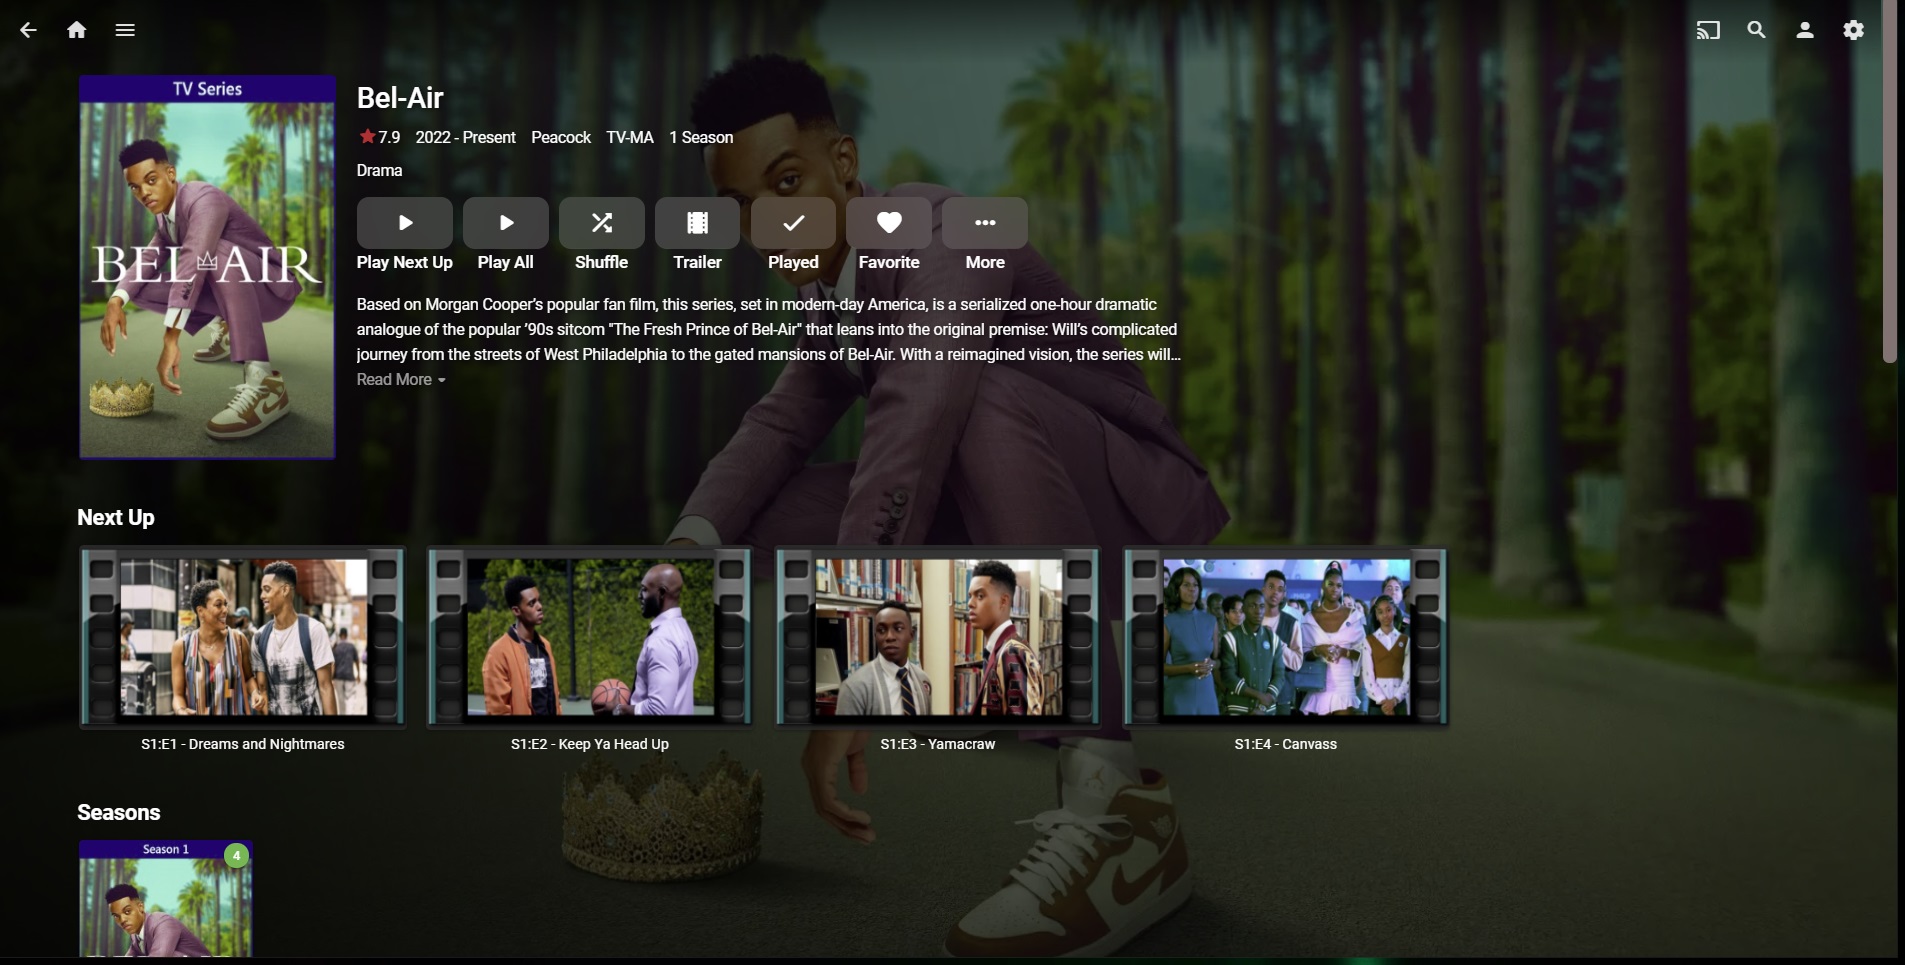 TV Series
BEL AIR
Bel-Air
7.9 2022 - Present Peacock TV-MA 1 Season
Drama
Play Next Up Play All Shuffle Trailer Played Favorite More
Based on Morgan Cooper’s popular fan film, this series, set in modern-day America, is a serialized one-hour dramatic
analogue of the popular ’90s sitcom "The Fresh Prince of Bel-Air" that leans into the original premise: Will’s complicated
journey from the streets of West Philadelphia to the gated mansions of Bel-Air. With a reimagined vision, the series will...
Read More
Next Up
S1:E1 - Dreams and Nightmares
S1:E2 - Keep Ya Head Up
S1:E3 - Yamacraw
S1:E4 - Canvass
Seasons
Season 1
4